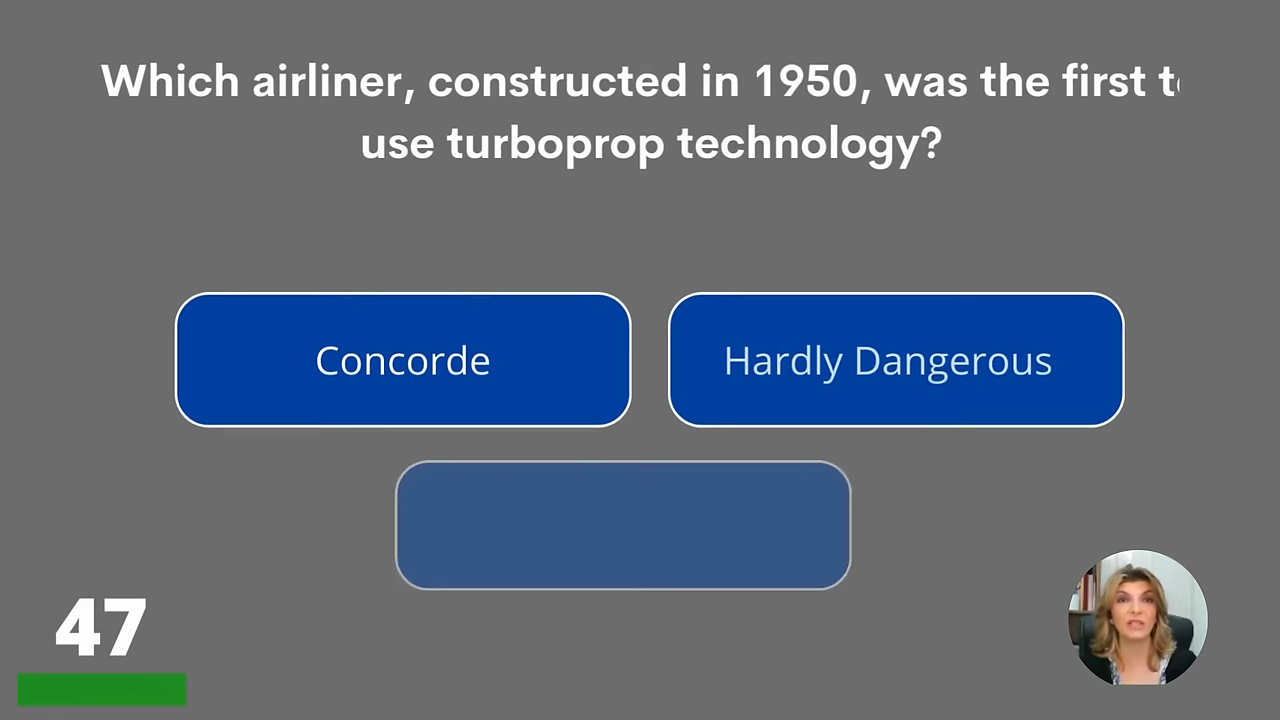 Which airliner, constructed in 1950, was the first t
use turboprop technology?
Concorde
Hardly Dangerous
47